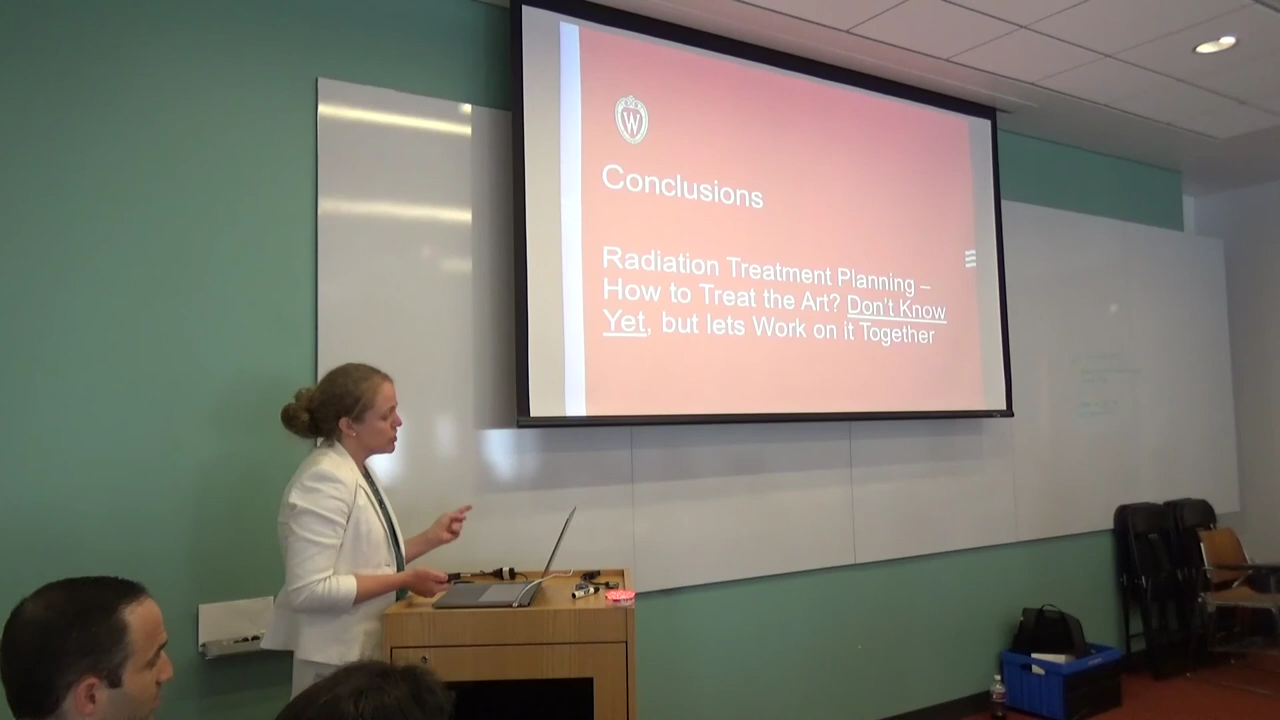 W
Conclusions
Radiation Treatment Planning –
How to Treat the Art? Don't Know
Yet, but lets Work on it Together